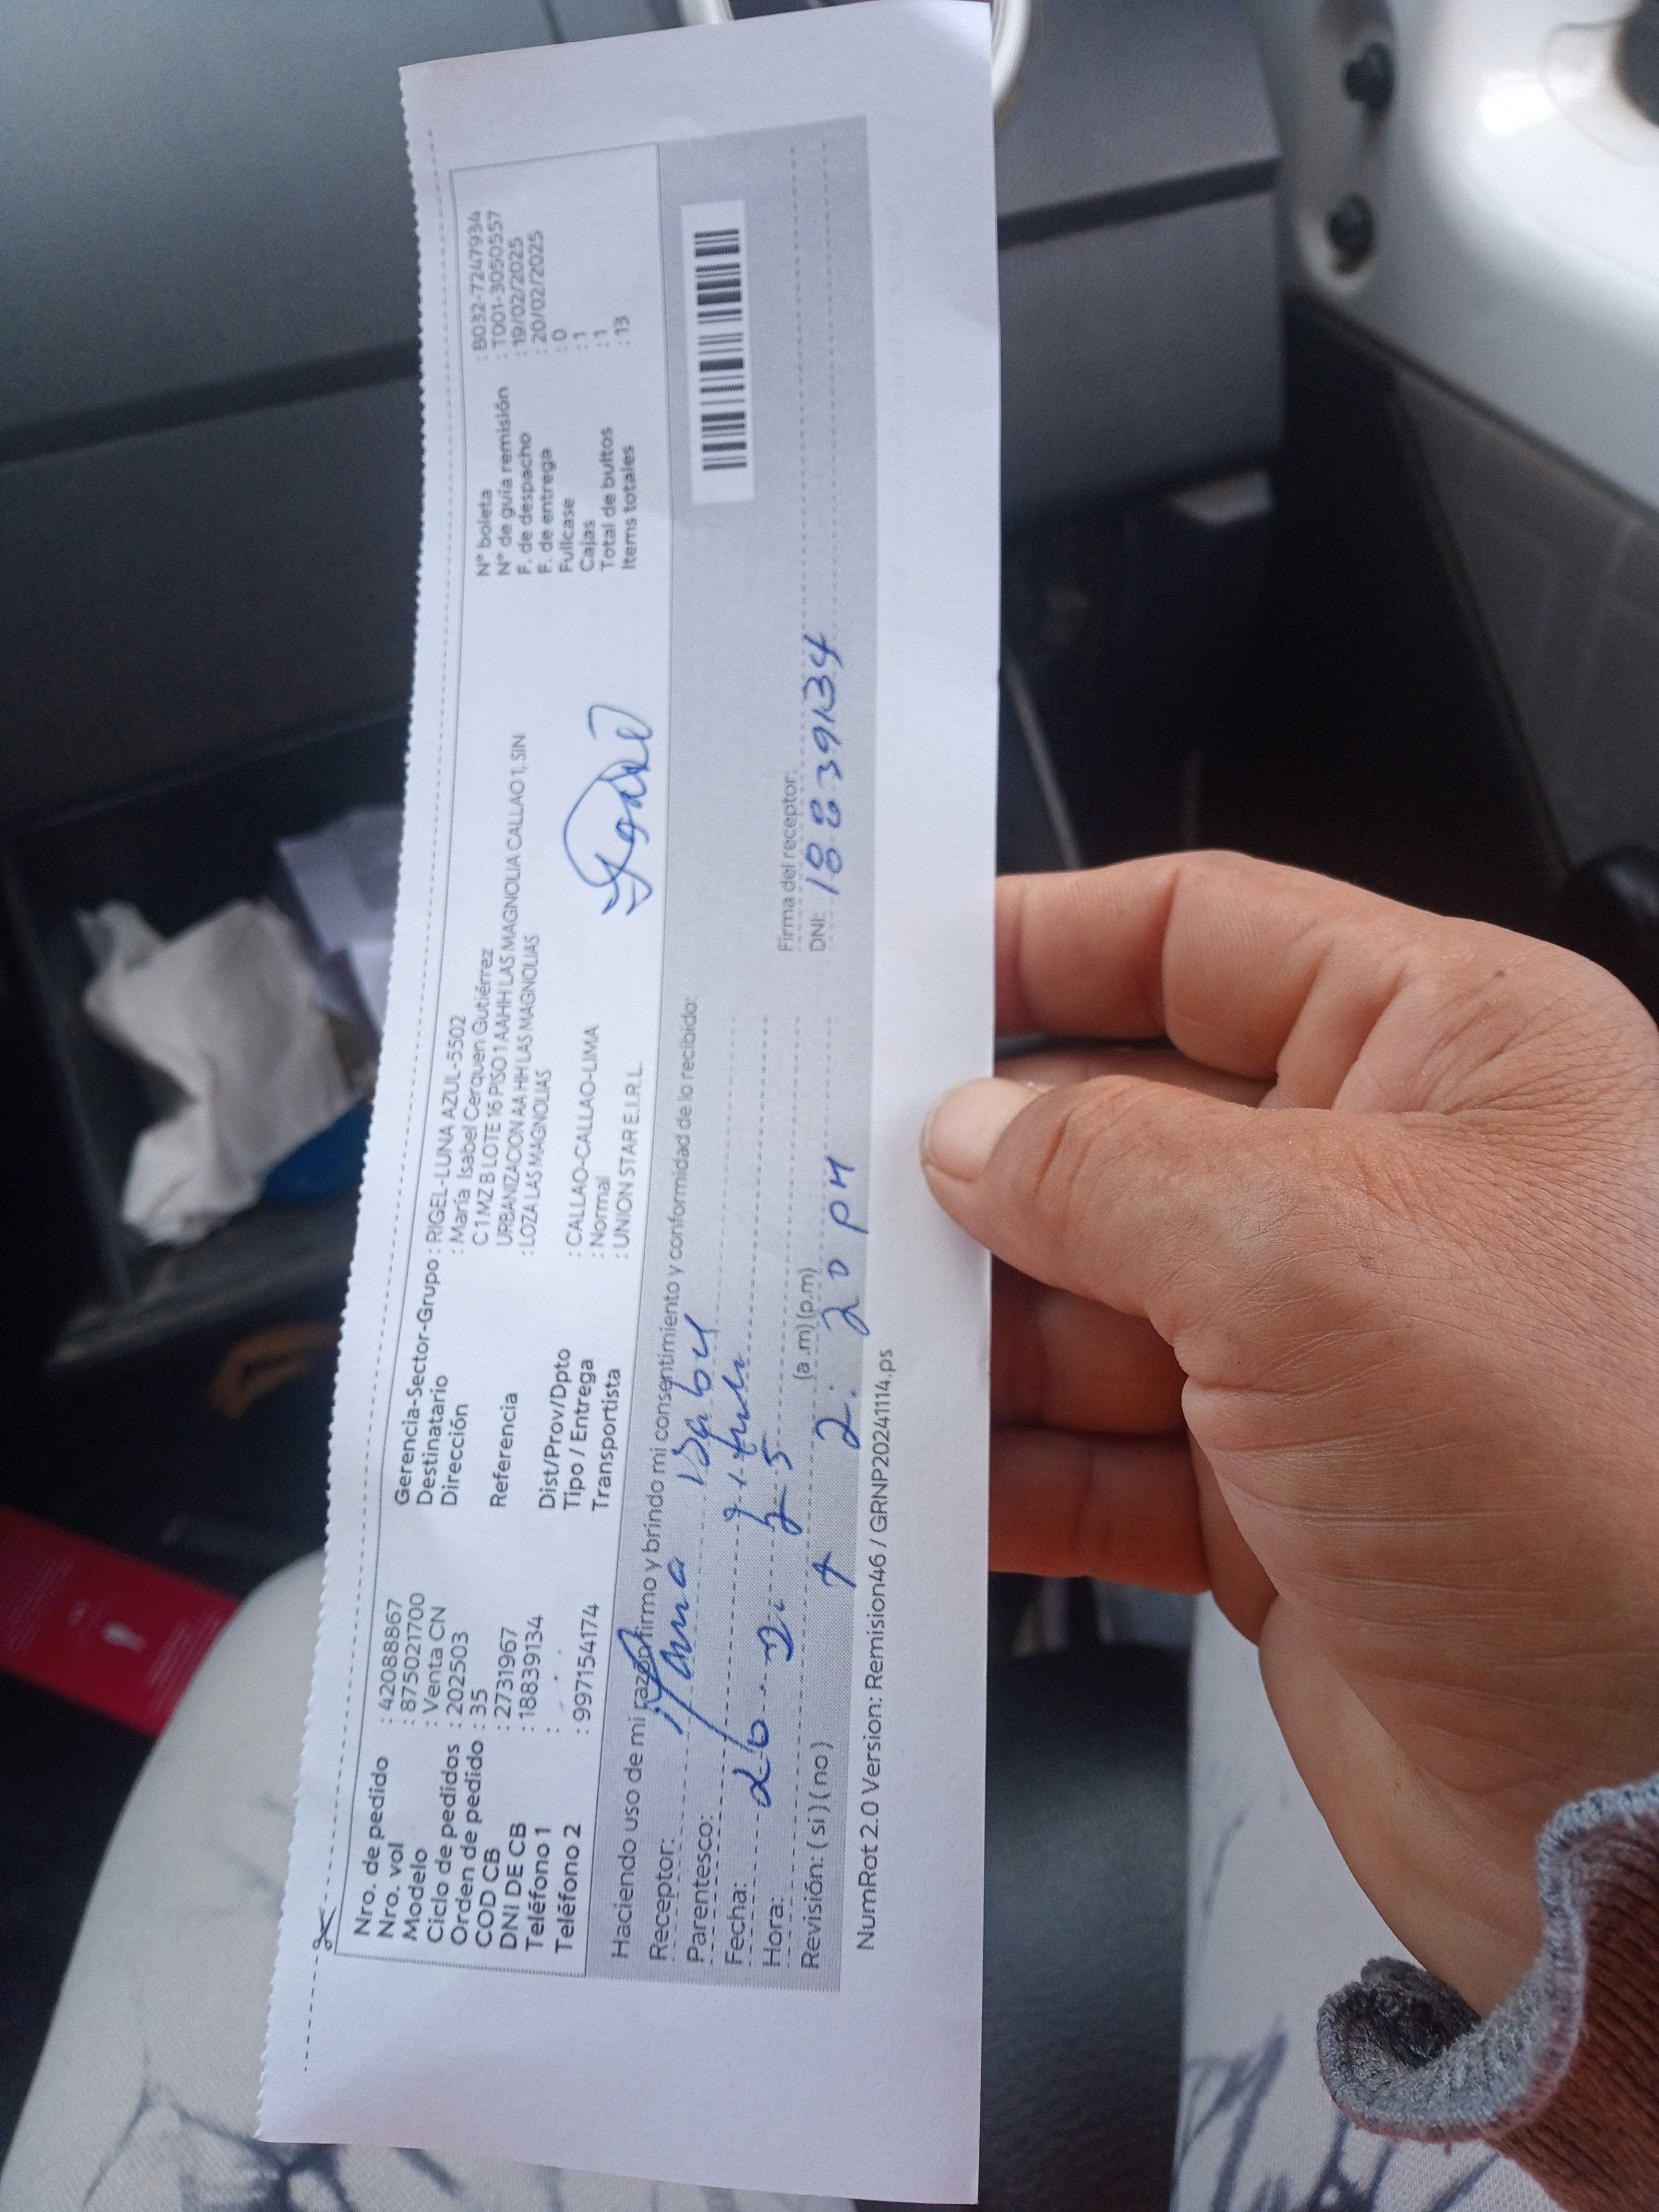 Nro. de pedido : 42088867
Nro. vol : 875021700
Modelo : Venta CN
Ciclo de pedidos : 202503
Orden de pedido : 35
COD CB : 2731967
DNI DE CB : 18839134
Teléfono 1 :
Teléfono 2 : 997154174
Gerencia-Sector-Grupo : RIGEL-LUNA AZUL-5502
Destinatario : María Isabel Cerquen Gutiérrez
Dirección C 1 MZ B LOTE 16 PISO 1 AAHH LAS MAGNOLIA CALLAO 1, SIN
URBANIZACION AA HH LAS MAGNOLIAS
Referencia : LOZA LAS MAGNOLIAS
Dist/Prov/Dpto : CALLAO-CALLAO-LIMA
Tipo / Entrega : Normal
Transportista : UNION STAR E.I.R.L.
N° boleta : B032-7247934
N° de guía remisión : T001-3050557
F. de despacho : 19/02/2025
F. de entrega : 20/02/2025
Fullcase : 0
Cajas : 1
Total de bultos : 1
Items totales : 13
Haciendo uso de mi razón firmo y brindo mi consentimiento y conformidad de lo recibido:
Receptor:
Parentesco:
Fecha:
Hora: (a .m) (p.m)
2: 20 PM
Revisión: ( si ) ( no )
Firma del receptor:
DNI: 18839134
NumRot 2.0 Version: Remision46 / GRNP20241114.ps